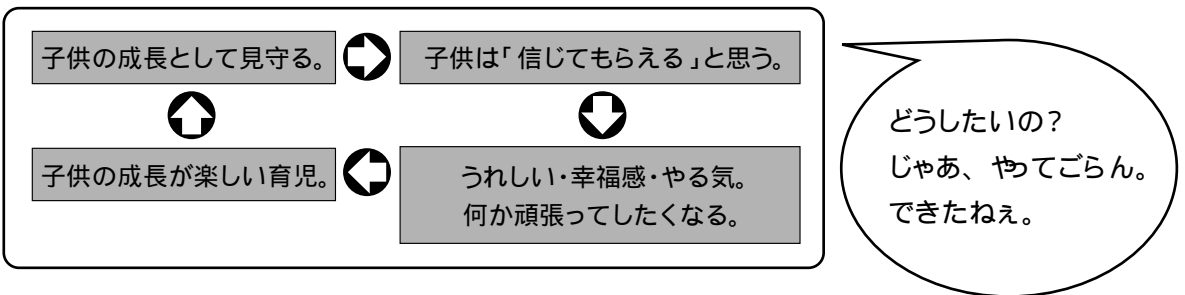 子供の成長として見守る。
子供は「信じてもらえる」と思う。
子供の成長が楽しい育児。
うれしい・幸福感・やる気。
何か頑張ってしたくなる。
どうしたいの?
じゃあ、やってごらん。
できたねぇ。